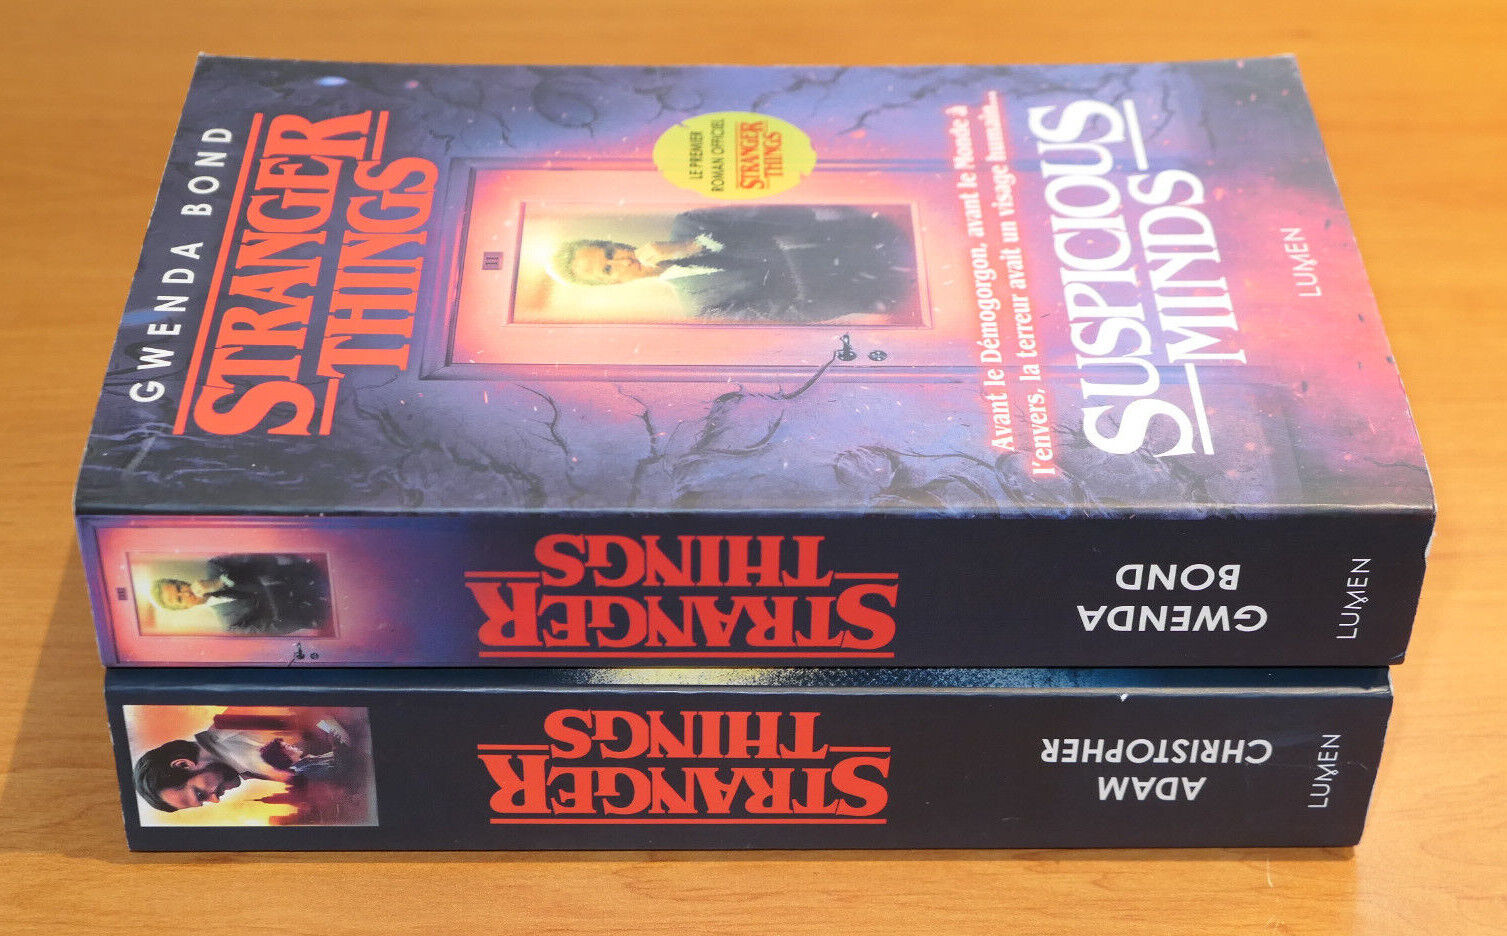 GWENDA BOND
STRANGER
THINGS
LE PREMIER
ROMAN OFFICIEL
STRANGER
THINGS
Avant le Démogorgon, avant le Monde à
l'envers, la terreur avait un visage humain...
SUSPICIOUS
MINDS
LUMEN
STRANGER
THINGS
GWENDA
BOND
LUMEN
STRANGER
THINGS
ADAM
CHRISTOPHER
LUMEN